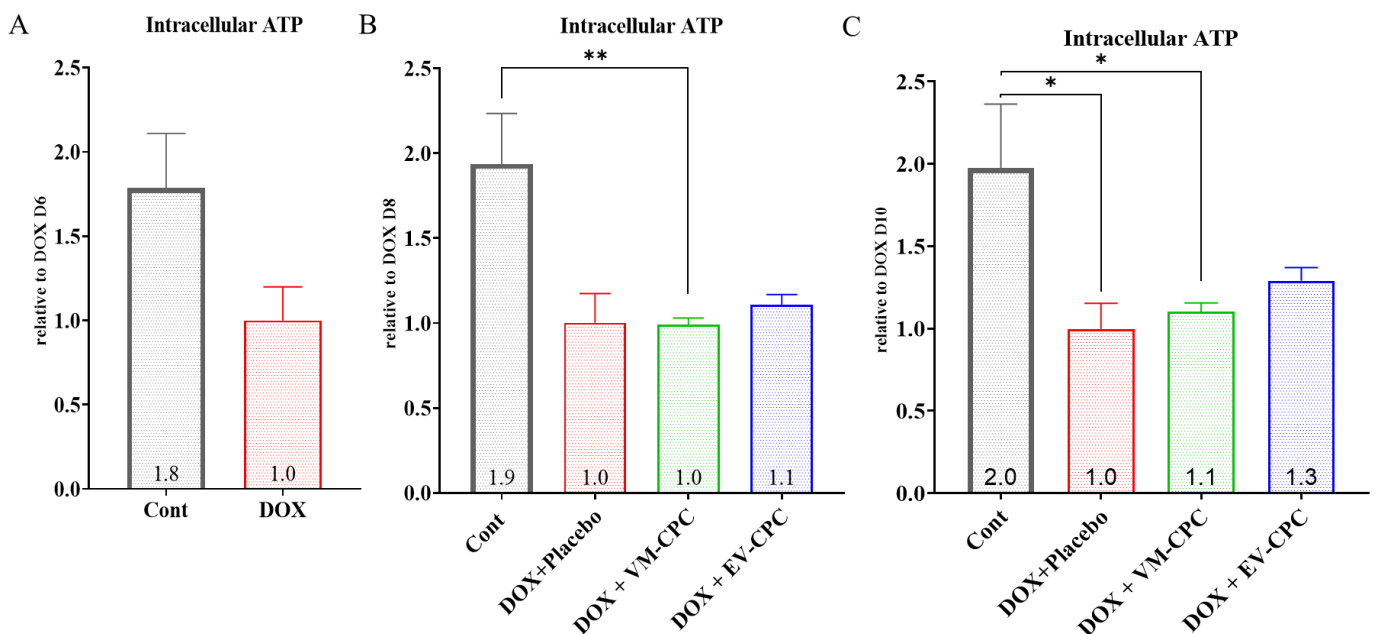 A
Intracellular ATP
relative to DOX D6
2.5
2.0
1.5
1.0
0.5
0.0
1.8
1.0
Cont
DOX
B
Intracellular ATP
**
relative to DOX D8
2.5
2.0
1.5
1.0
0.5
0.0
1.9
1.0
1.0
1.1
Cont
DOX+Placebo
DOX + VM-CPC
DOX + EV-CPC
C
Intracellular ATP
*
*
relative to DOX D10
2.5
2.0
1.5
1.0
0.5
0.0
2.0
1.0
1.1
1.3
Cont
DOX+Placebo
DOX + VM-CPC
DOX + EV-CPC